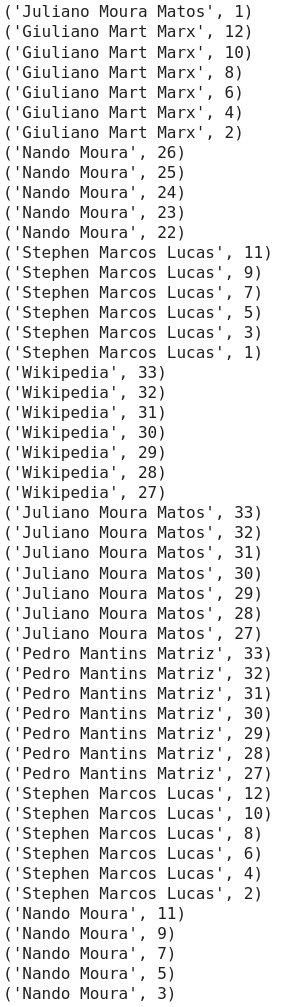 ('Juliano Moura Matos', 1)
('Giuliano Mart Marx', 12)
('Giuliano Mart Marx', 10)
('Giuliano Mart Marx', 8)
('Giuliano Mart Marx', 6)
('Giuliano Mart Marx', 4)
('Giuliano Mart Marx', 2)
('Nando Moura', 26)
('Nando Moura', 25)
('Nando Moura', 24)
('Nando Moura', 23)
('Nando Moura', 22)
('Stephen Marcos Lucas', 11)
('Stephen Marcos Lucas', 9)
('Stephen Marcos Lucas', 7)
('Stephen Marcos Lucas', 5)
('Stephen Marcos Lucas', 3)
('Stephen Marcos Lucas', 1)
('Wikipedia', 33)
('Wikipedia', 32)
('Wikipedia', 31)
('Wikipedia', 30)
('Wikipedia', 29)
('Wikipedia', 28)
('Wikipedia', 27)
('Juliano Moura Matos', 33)
('Juliano Moura Matos', 32)
('Juliano Moura Matos', 31)
('Juliano Moura Matos', 30)
('Juliano Moura Matos', 29)
('Juliano Moura Matos', 28)
('Juliano Moura Matos', 27)
('Pedro Mantins Matriz', 33)
('Pedro Mantins Matriz', 32)
('Pedro Mantins Matriz', 31)
('Pedro Mantins Matriz', 30)
('Pedro Mantins Matriz', 29)
('Pedro Mantins Matriz', 28)
('Pedro Mantins Matriz', 27)
('Stephen Marcos Lucas', 12)
('Stephen Marcos Lucas', 10)
('Stephen Marcos Lucas', 8)
('Stephen Marcos Lucas', 6)
('Stephen Marcos Lucas', 4)
('Stephen Marcos Lucas', 2)
('Nando Moura', 11)
('Nando Moura', 9)
('Nando Moura', 7)
('Nando Moura', 5)
('Nando Moura', 3)